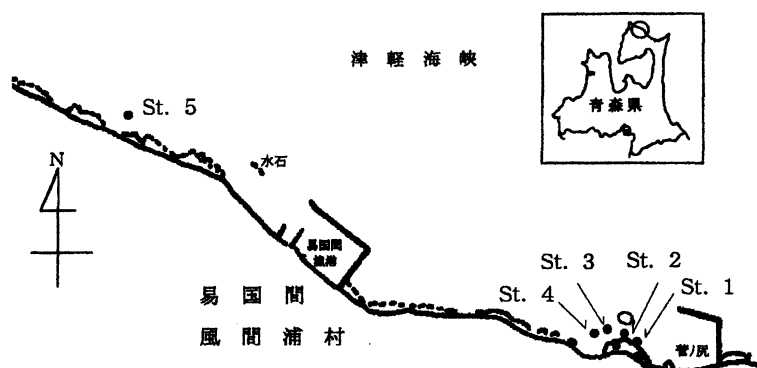 津軽海峡
青森県
St. 5
N
水石
易国間
漁港
St. 3
St. 2
St. 4
St. 1
易国間
風間浦村
菅ノ尻